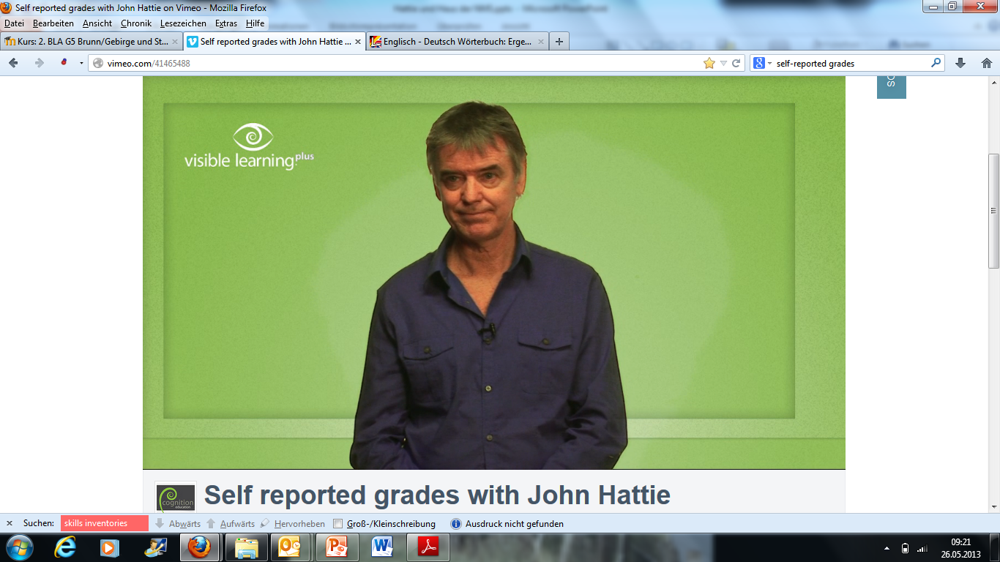 Self reported grades with John Hattie on Vimeo - Mozilla Firefox
Datei Bearbeiten Ansicht Chronik Lesezeichen Extras Hilfe
Kurs: 2. BLA G5 Brunn/Gebirge und St...
Self reported grades with John Hattie ...
Englisch - Deutsch Wörterbuch: Erge...
vimeo.com/41465488
self-reported grades
visible learning plus
Self reported grades with John Hattie
cognition
education
Suchen: skills inventories Abwärts Aufwärts Hervorheben Groß-/Kleinschreibung Ausdruck nicht gefunden
09:21
26.05.2013